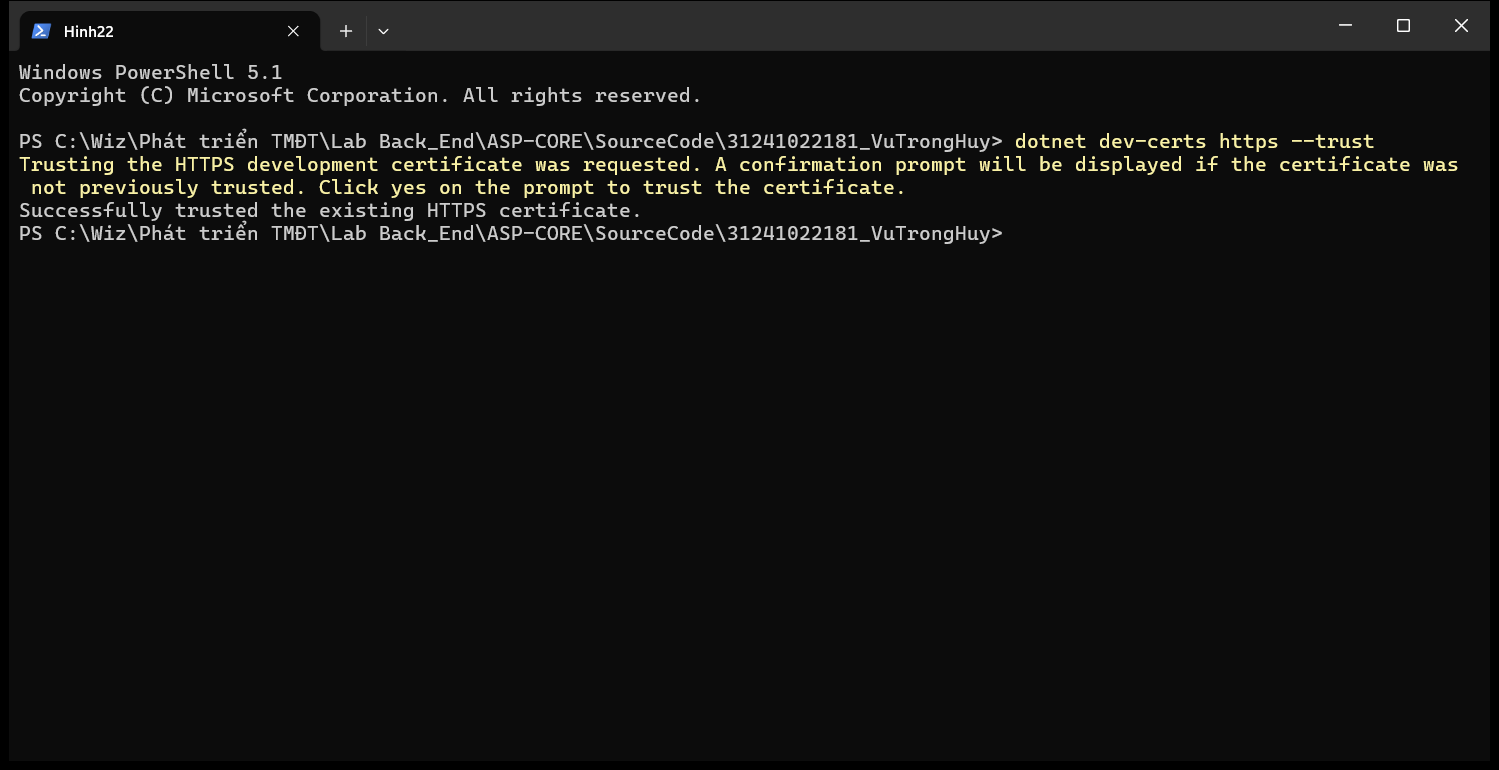 Hinh22
Windows PowerShell 5.1
Copyright (C) Microsoft Corporation. All rights reserved.
PS C:\Wiz\Phát triển TMĐT\Lab Back_End\ASP-CORE\SourceCode\31241022181_VuTrongHuy> dotnet dev-certs https --trust
Trusting the HTTPS development certificate was requested. A confirmation prompt will be displayed if the certificate was
not previously trusted. Click yes on the prompt to trust the certificate.
Successfully trusted the existing HTTPS certificate.
PS C:\Wiz\Phát triển TMĐT\Lab Back_End\ASP-CORE\SourceCode\31241022181_VuTrongHuy>